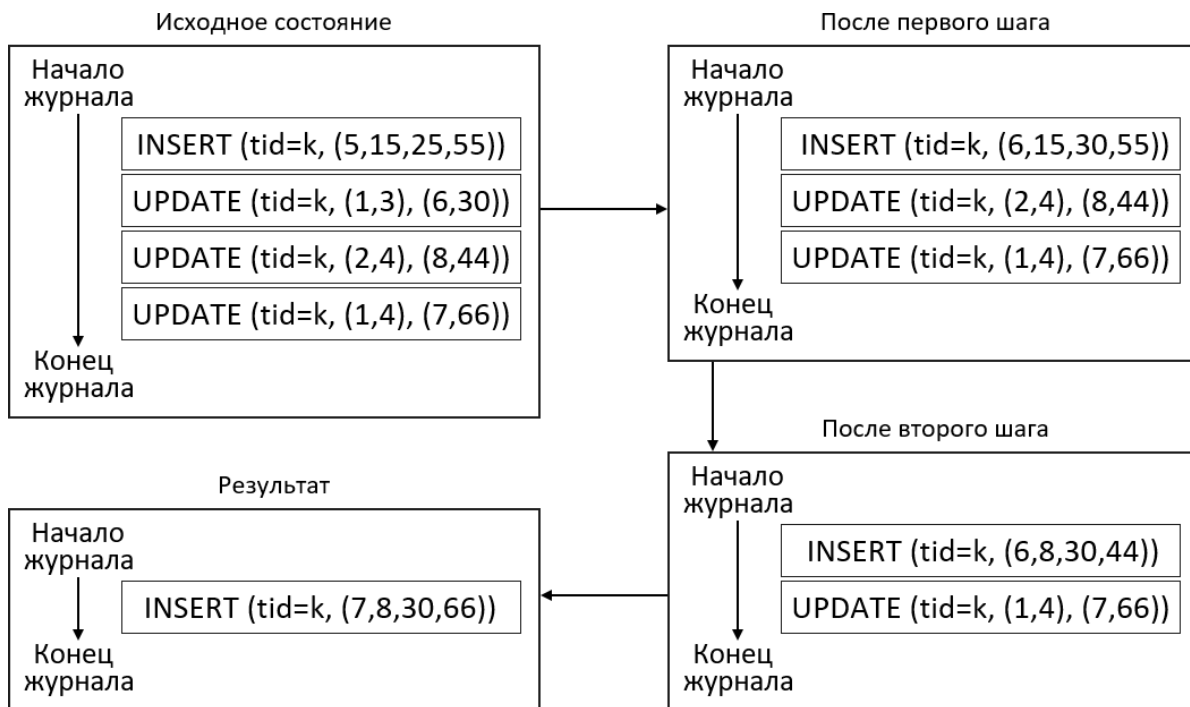 Исходное состояние
Начало
журнала
INSERT (tid=k, (5,15,25,55))
UPDATE (tid=k, (1,3), (6,30))
UPDATE (tid=k, (2,4), (8,44))
UPDATE (tid=k, (1,4), (7,66))
Конец
журнала
После первого шага
Начало
журнала
INSERT (tid=k, (6,15,30,55))
UPDATE (tid=k, (2,4), (8,44))
UPDATE (tid=k, (1,4), (7,66))
Конец
журнала
После второго шага
Начало
журнала
INSERT (tid=k, (6,8,30,44))
UPDATE (tid=k, (1,4), (7,66))
Конец
журнала
Результат
Начало
журнала
INSERT (tid=k, (7,8,30,66))
Конец
журнала